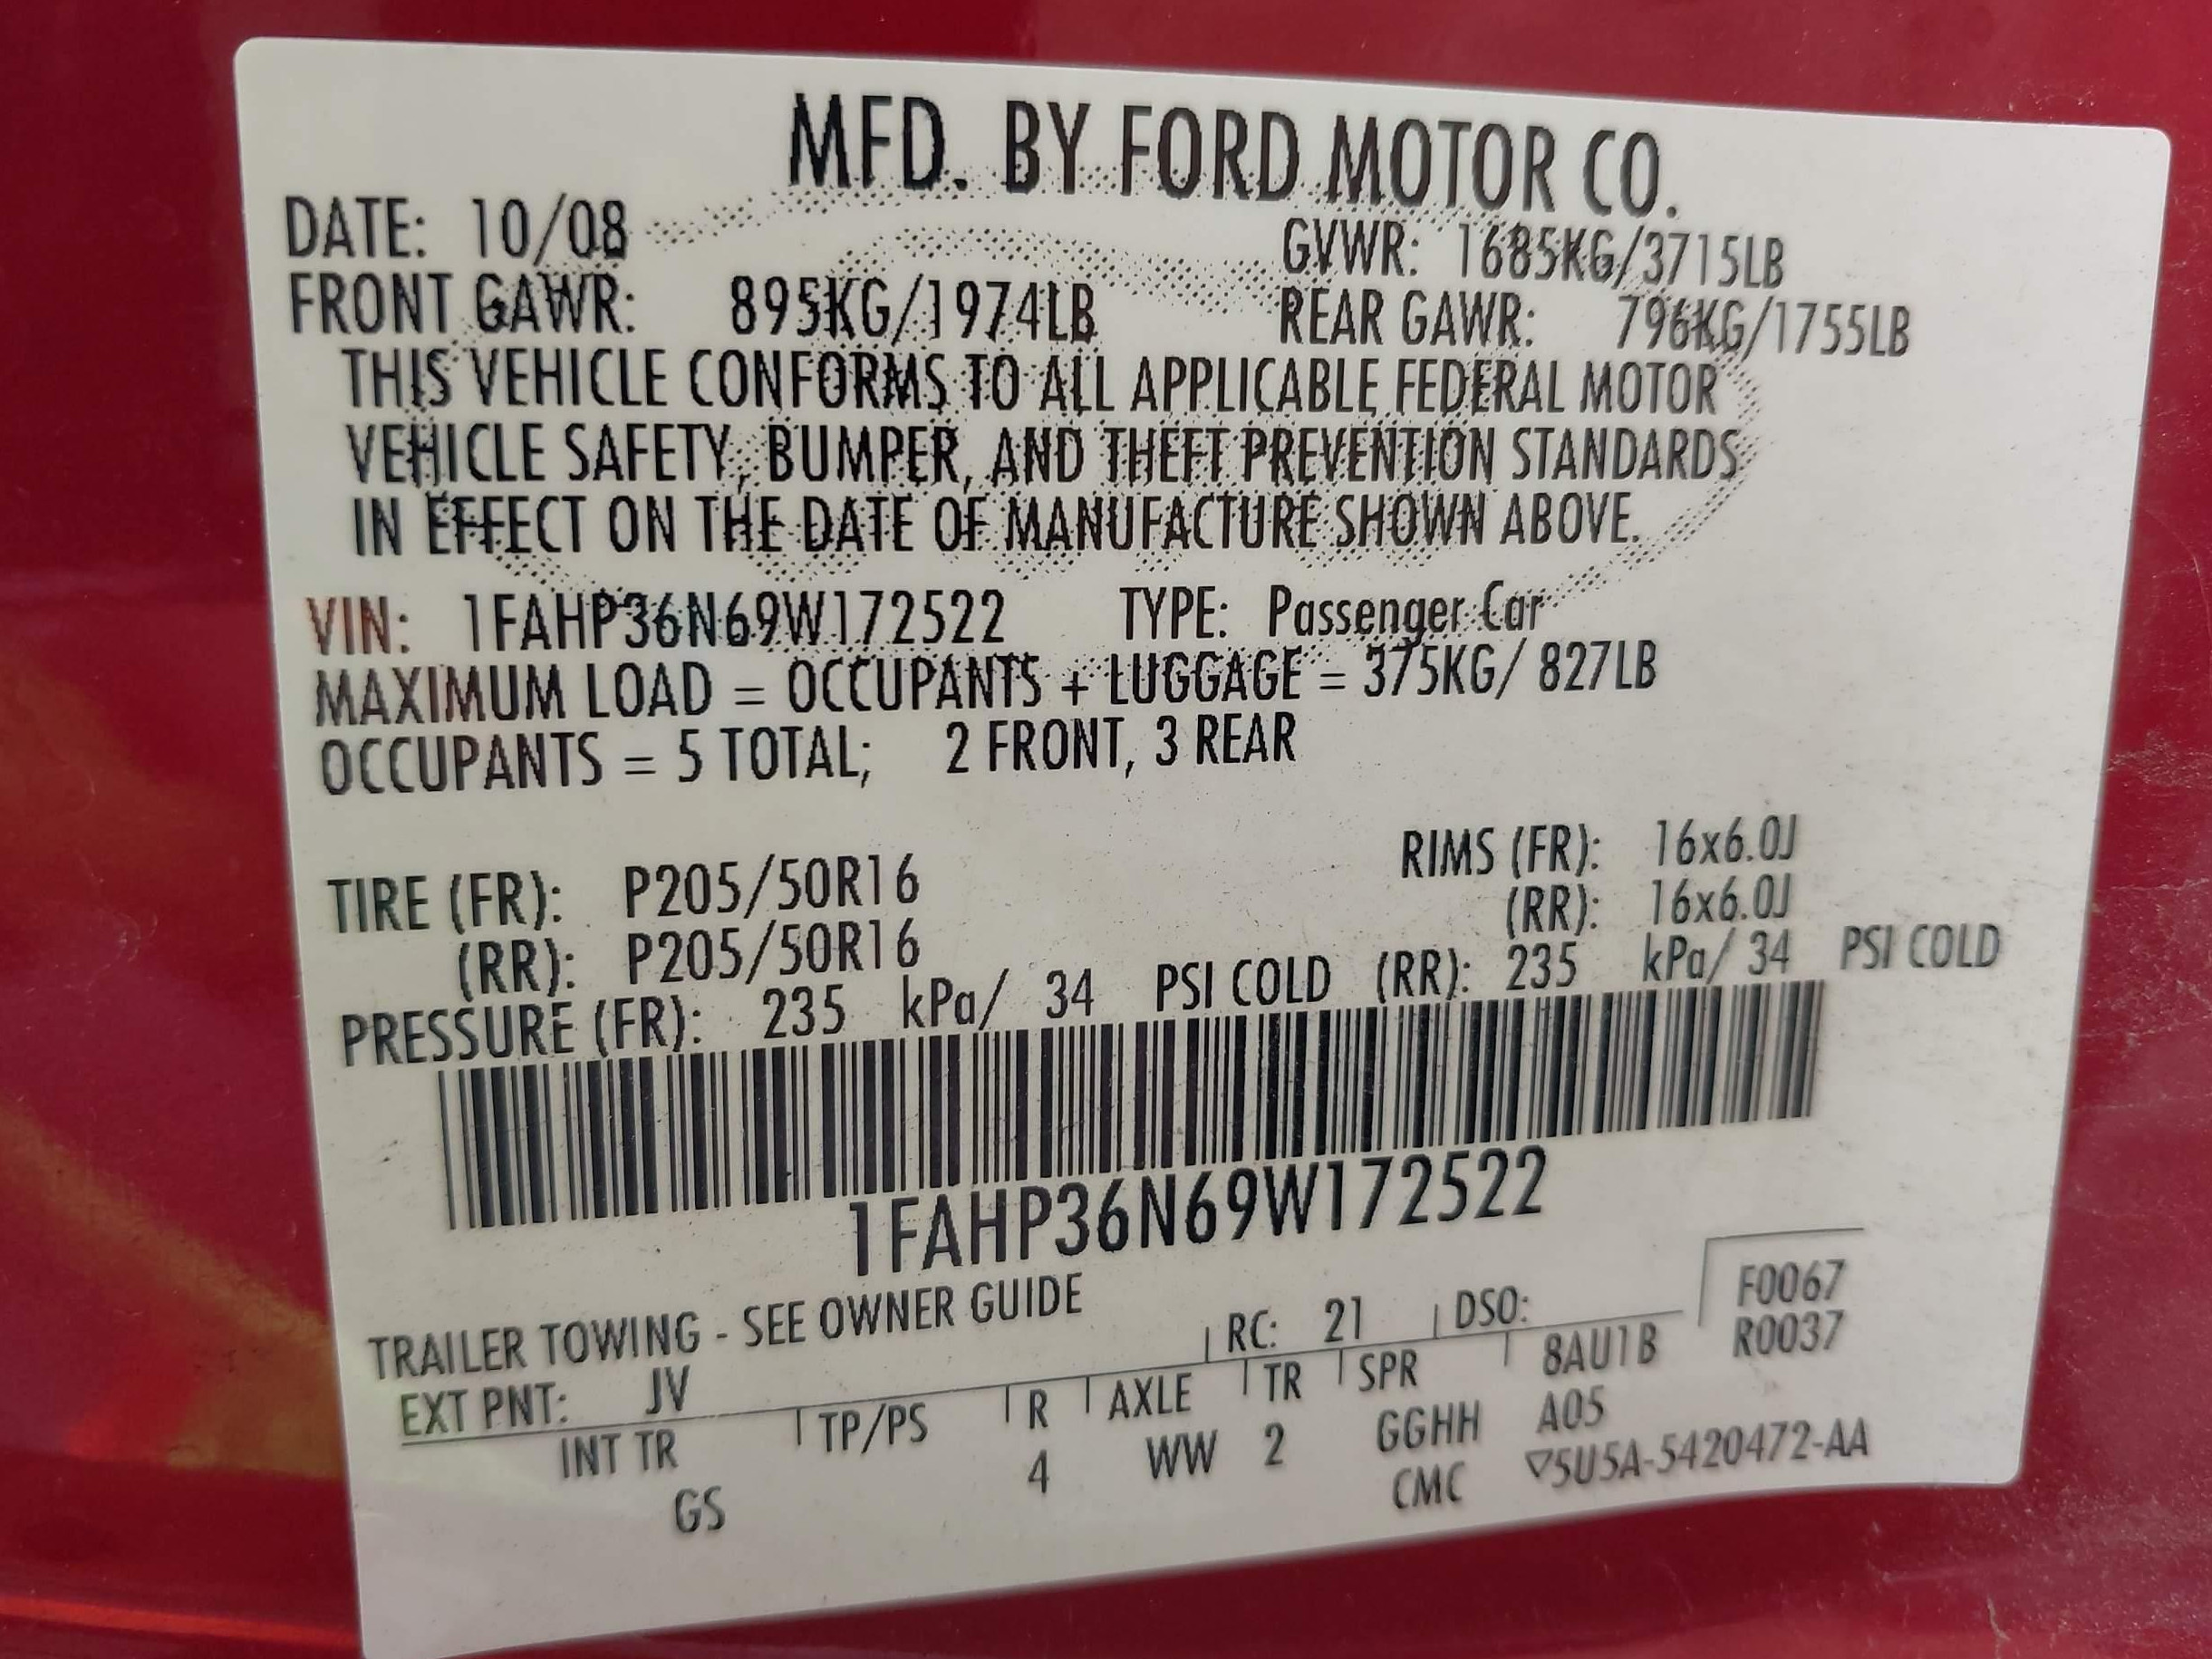 MFD. BY FORD MOTOR CO.
DATE: 10/08 GVWR: 1685KG/3715LB
FRONT GAWR: 895KG/1974LB REAR GAWR: 796KG/1755LB
THIS VEHICLE CONFORMS TO ALL APPLICABLE FEDERAL MOTOR
VEHICLE SAFETY, BUMPER, AND THEFT PREVENTION STANDARDS
IN EFFECT ON THE DATE OF MANUFACTURE SHOWN ABOVE.
VIN: 1FAHP36N69W172522 TYPE: Passenger Car
MAXIMUM LOAD = OCCUPANTS + LUGGAGE = 375KG/ 827LB
OCCUPANTS = 5 TOTAL; 2 FRONT, 3 REAR
TIRE (FR): P205/50R16 RIMS (FR): 16x6.0J
(RR): P205/50R16 (RR): 16x6.0J
PRESSURE (FR): 235 kPa/ 34 PSI COLD (RR): 235 kPa/ 34 PSI COLD
1FAHP36N69W172522
TRAILER TOWING - SEE OWNER GUIDE
EXT PNT: JV RC: 21 DSO: F0067
INT TR TP/PS R AXLE TR SPR 8AU1B R0037
GS 4 WW 2 GGHH A05
CMC ▽5U5A-5420472-AA